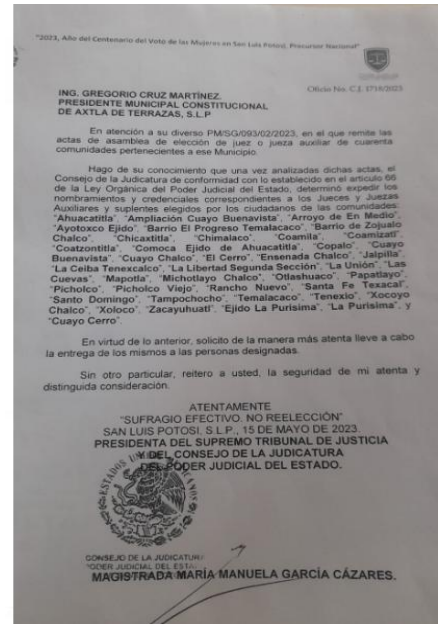 "2023, Año del Centenario del Voto de las Mujeres en San Luis Potosí, Precursor Nacional"
Oficio No. C.J. 1718/2023
ING. GREGORIO CRUZ MARTÍNEZ.
PRESIDENTE MUNICIPAL CONSTITUCIONAL
DE AXTLA DE TERRAZAS, S.L.P
En atención a su diverso PM/SG/093/02/2023, en el que remite las
actas de asamblea de elección de juez o jueza auxiliar de cuarenta
comunidades pertenecientes a ese Municipio.
Hago de su conocimiento que una vez analizadas dichas actas, el
Consejo de la Judicatura de conformidad con lo establecido en el artículo 66
de la Ley Orgánica del Poder Judicial del Estado, determinó expedir los
nombramientos y credenciales correspondientes a los Jueces y Juezas
Auxiliares y suplentes elegidos por los ciudadanos de las comunidades:
"Ahuacatitla", "Ampliación Cuayo Buenavista", "Arroyo de En Medio",
"Ayotoxco Ejido", "Barrio El Progreso Temalacaco", "Barrio de Zojualo
Chalco", "Chicaxtitla", "Chimalaco", "Coamila", "Coamizatl",
"Coatzontitla", "Comoca Ejido de Ahuacatitla", "Copalo", "Cuayo
Buenavista", "Cuayo Chalco", "El Cerro", "Ensenada Chalco", "Jalpilla",
"La Ceiba Tenexcalco", "La Libertad Segunda Sección", "La Unión", "Las
Cuevas", "Mapotla", "Michotlayo Chalco", "Otlashuaco", "Papatlayo",
"Picholco", "Picholco Viejo", "Rancho Nuevo", "Santa Fe Texacal",
"Santo Domingo", "Tampochocho", "Temalacaco", "Tenexio", "Xocoyo
Chalco", "Xoloco", "Zacayuhuatl", "Ejido La Purisima", "La Purisima", y
"Cuayo Cerro".
En virtud de lo anterior, solicito de la manera más atenta lleve a cabo
la entrega de los mismos a las personas designadas.
Sin otro particular, reitero a usted, la seguridad de mi atenta y
distinguida consideración.
ATENTAMENTE
"SUFRAGIO EFECTIVO. NO REELECCIÓN"
SAN LUIS POTOSI, S.L.P., 15 DE MAYO DE 2023.
PRESIDENTA DEL SUPREMO TRIBUNAL DE JUSTICIA
Y DEL CONSEJO DE LA JUDICATURA
DEL PODER JUDICIAL DEL ESTADO.
CONSEJO DE LA JUDICATUR
PODER JUDICIAL DEL ESTA
MAGISTRADA MARÍA MANUELA GARCÍA CÁZARES.